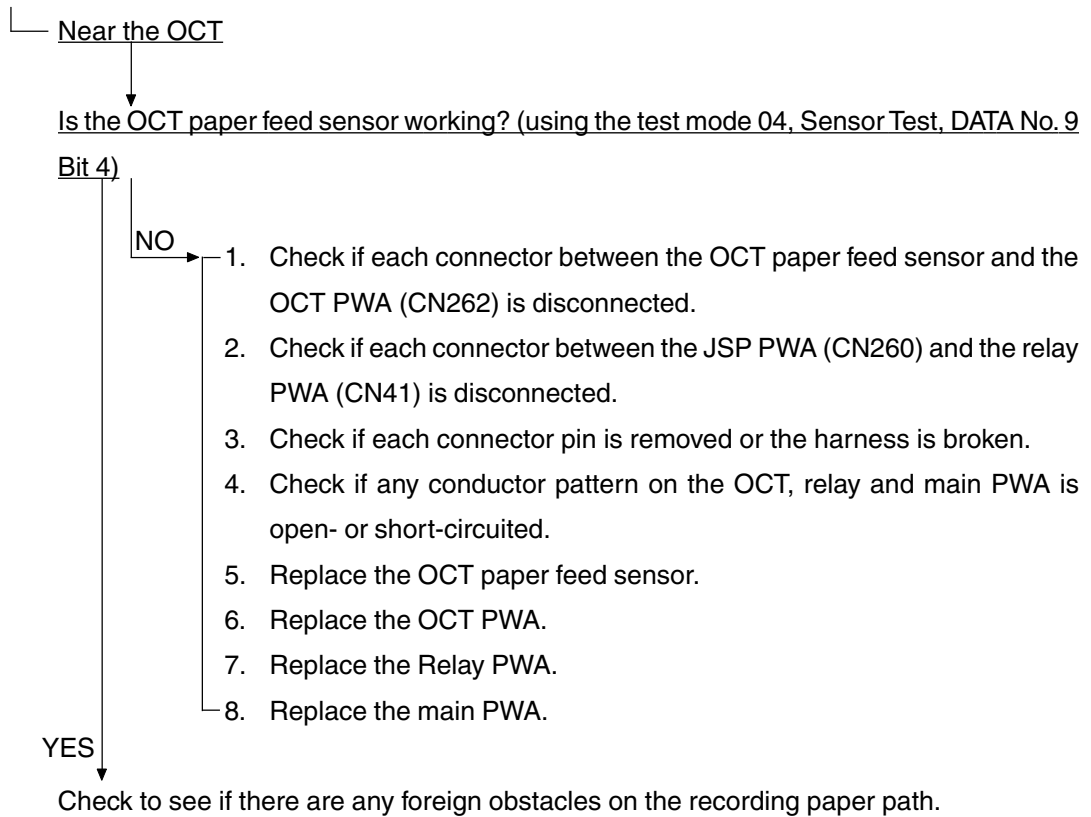 Near the OCT
Is the OCT paper feed sensor working? (using the test mode 04, Sensor Test, DATA No. 9
Bit 4)
NO
1. Check if each connector between the OCT paper feed sensor and the
OCT PWA (CN262) is disconnected.
2. Check if each connector between the JSP PWA (CN260) and the relay
PWA (CN41) is disconnected.
3. Check if each connector pin is removed or the harness is broken.
4. Check if any conductor pattern on the OCT, relay and main PWA is
open- or short-circuited.
5. Replace the OCT paper feed sensor.
6. Replace the OCT PWA.
7. Replace the Relay PWA.
8. Replace the main PWA.
YES
Check to see if there are any foreign obstacles on the recording paper path.